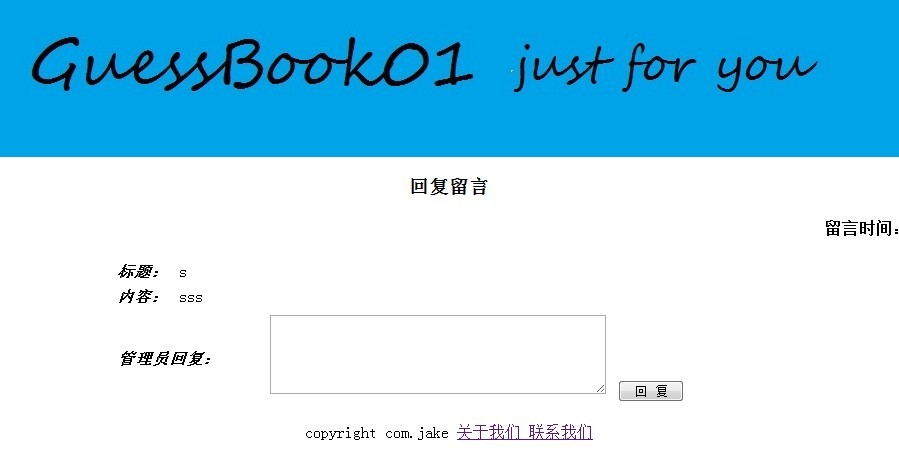 GuessBook01 just for you
回复留言
留言时间：
标题： s
内容： sss
管理员回复：
回 复
copyright com.jake 关于我们 联系我们